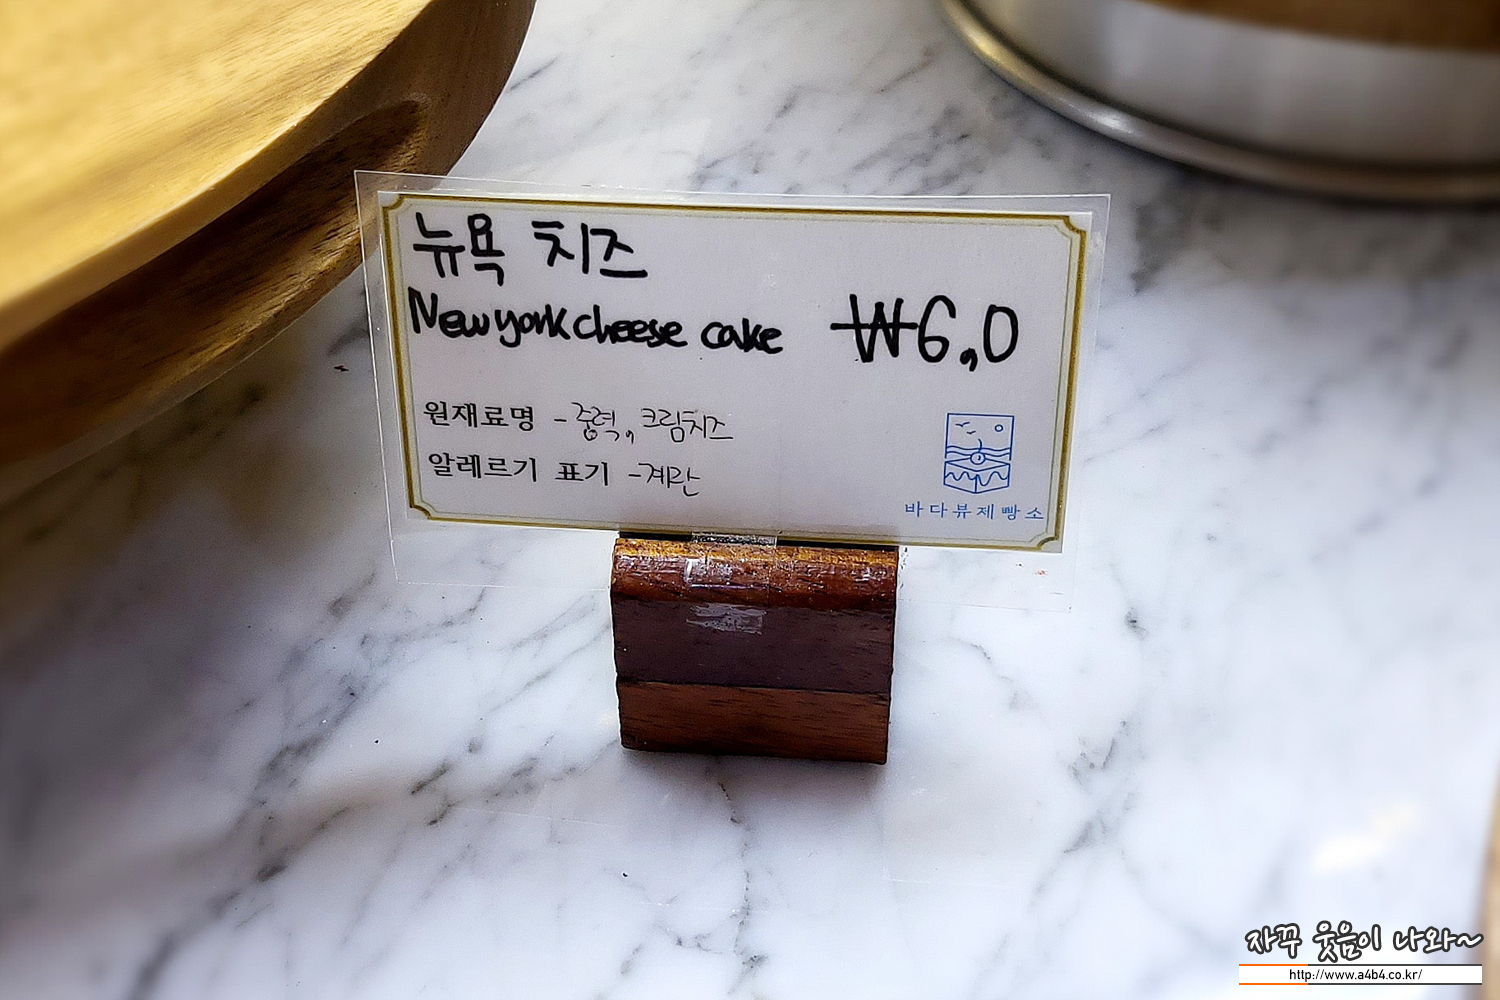 뉴욕 치즈
New york cheese cake ₩6,0
원재료명 - 중력, 크림치즈
알레르기 표기 - 계란
바다뷰제빵소
자꾸 웃음이 나와~
http://www.a4b4.co.kr/